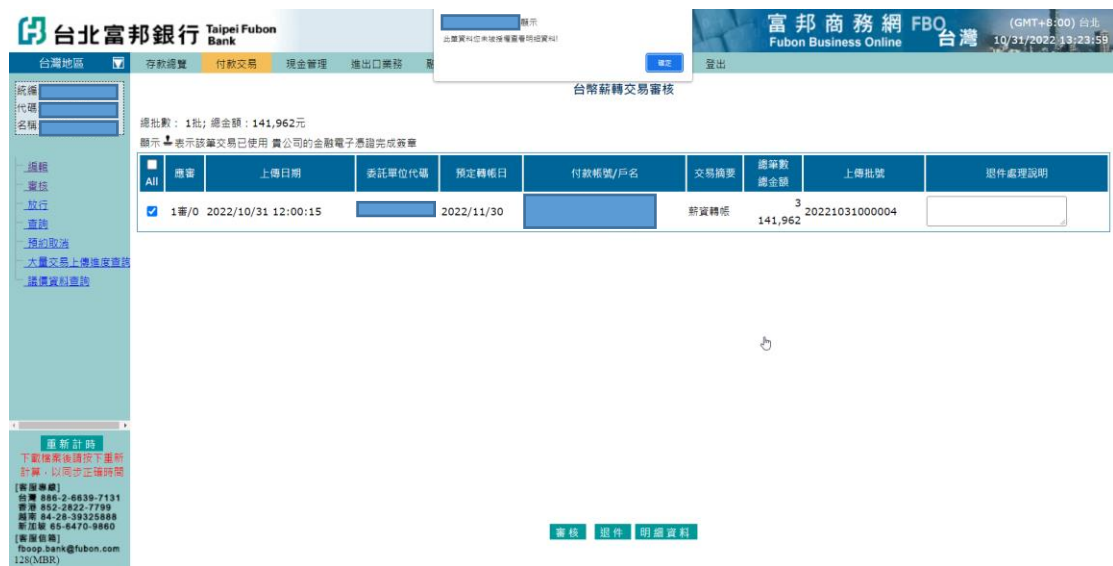 台北富邦銀行 Taipei Fubon Bank
顯示
此筆資料您未被授權查看明細資料!
確定
富邦商務網 FBO
Fubon Business Online
台灣
(GMT+8:00) 台北
10/31/2022 13:23:59
台灣地區
存款總覽 付款交易 現金管理 進出口業務 登出
統編
代碼
名稱
台幣薪轉交易審核
總批數： 1批; 總金額：141,962元
顯示 表示該筆交易已使用 貴公司的金融電子憑證完成簽章
All 應審 上傳日期 委託單位代碼 預定轉帳日 付款帳號/戶名 交易摘要 總筆數 總金額 上傳批號 退件處理說明
1審/0 2022/10/31 12:00:15 2022/11/30 薪資轉帳 3 141,962 20221031000004
編輯
審核
放行
查詢
預約取消
大量交易上傳進度查詢
議價資料查詢
重新計時
下載檔案後請按下重新
計算，以同步正確時間
[客服專線]
台灣 886-2-6639-7131
香港 852-2822-7799
越南 84-28-39325888
新加坡 65-6470-9860
[客服信箱]
fboop.bank@fubon.com
128(MBR)
審核 退件 明細資料